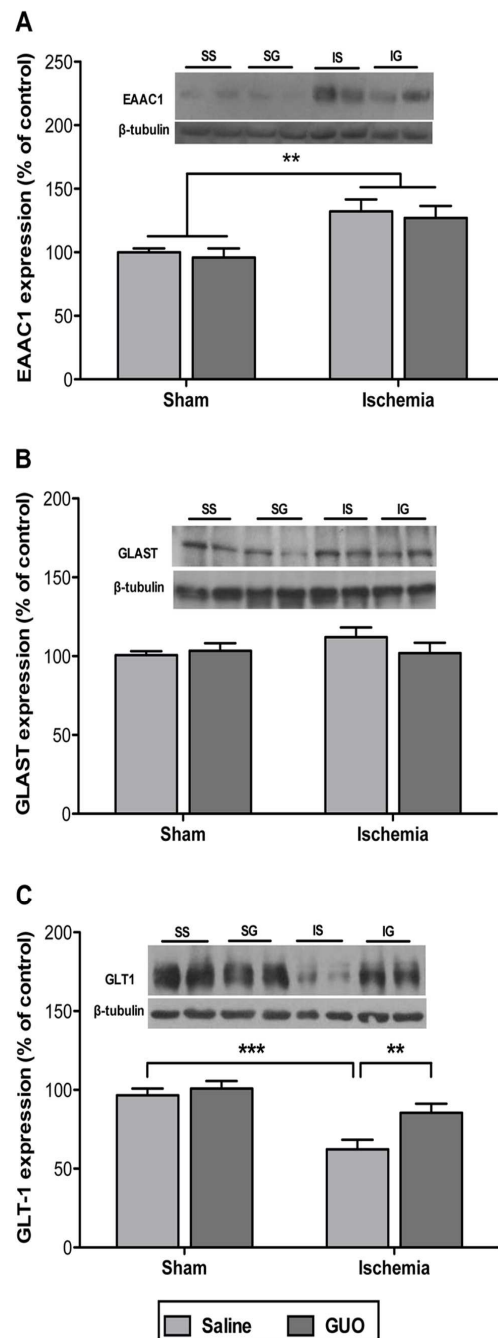 A
EAAC1 expression (% of control)
300
250
200
150
100
50
0
SS SG IS IG
EAAC1
β-tubulin
**
Sham Ischemia
B
GLAST expression (% of control)
200
150
100
50
0
SS SG IS IG
GLAST
β-tubulin
Sham Ischemia
C
GLT-1 expression (% of control)
200
150
100
50
0
SS SG IS IG
GLT1
β-tubulin
*** **
Sham Ischemia
Saline GUO